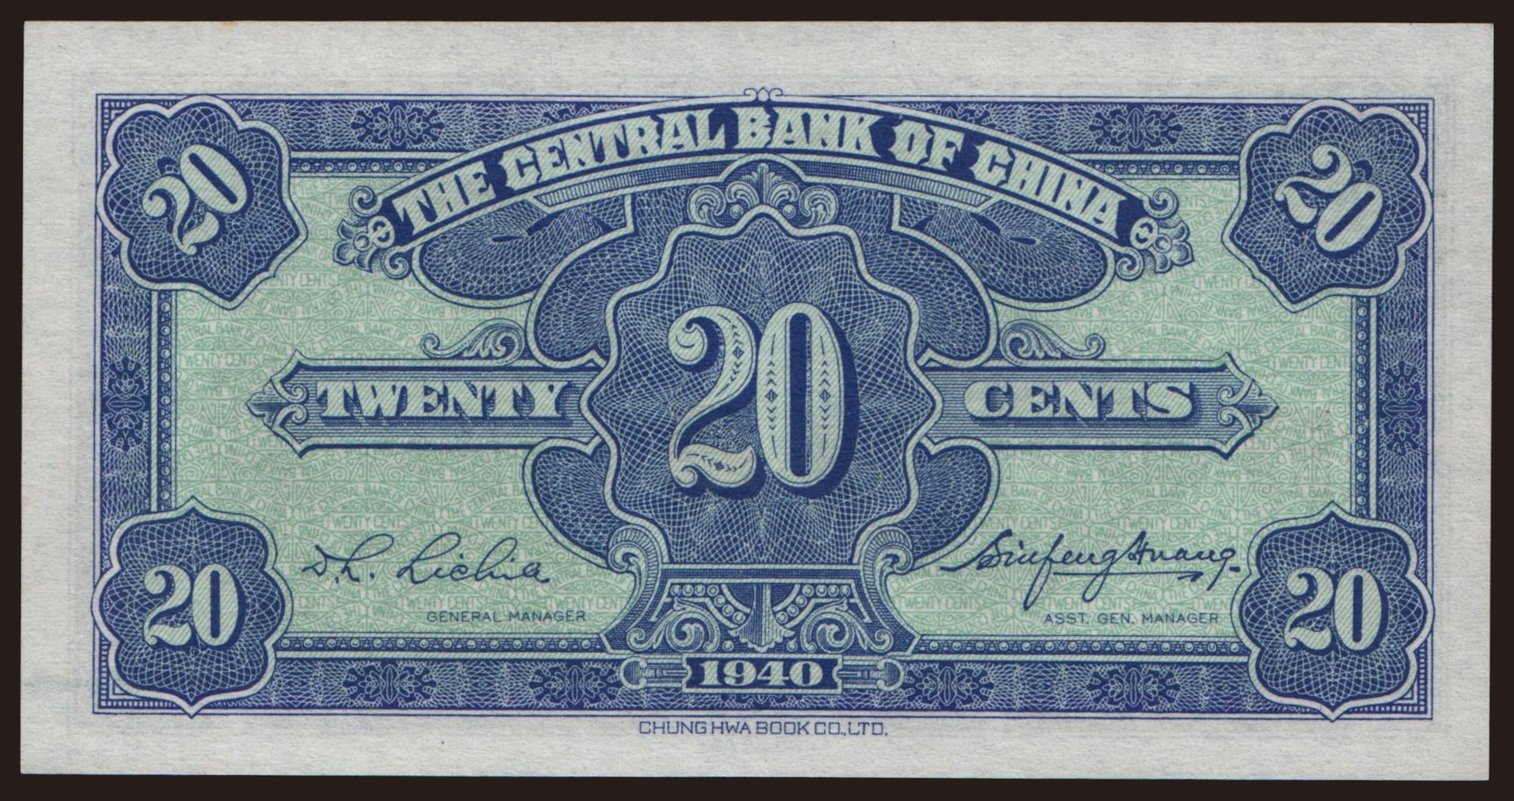 THE CENTRAL BANK OF CHINA
20 20
20
TWENTY CENTS
GENERAL MANAGER
ASST. GEN. MANAGER
20 20
1940
CHUNG HWA BOOK CO., LTD.